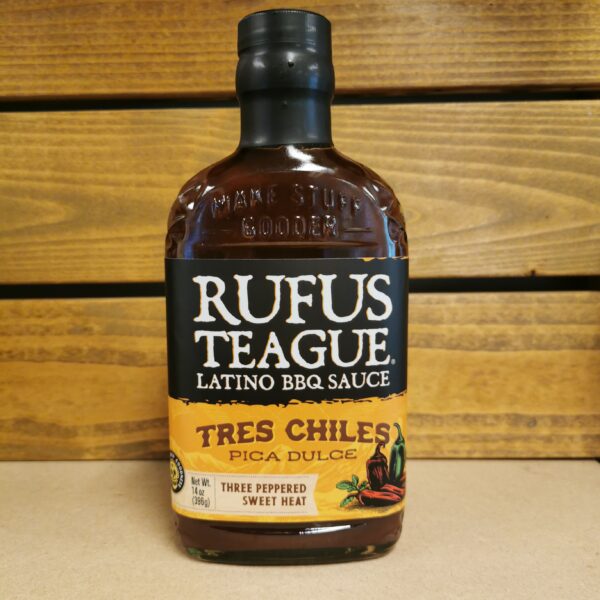 MAKE STUFF
GOODER
RUFUS
TEAGUE®
LATINO BBQ SAUCE
TRES CHILES
PICA DULCE
Net Wt.
14 oz
(396g)
THREE PEPPERED
SWEET HEAT